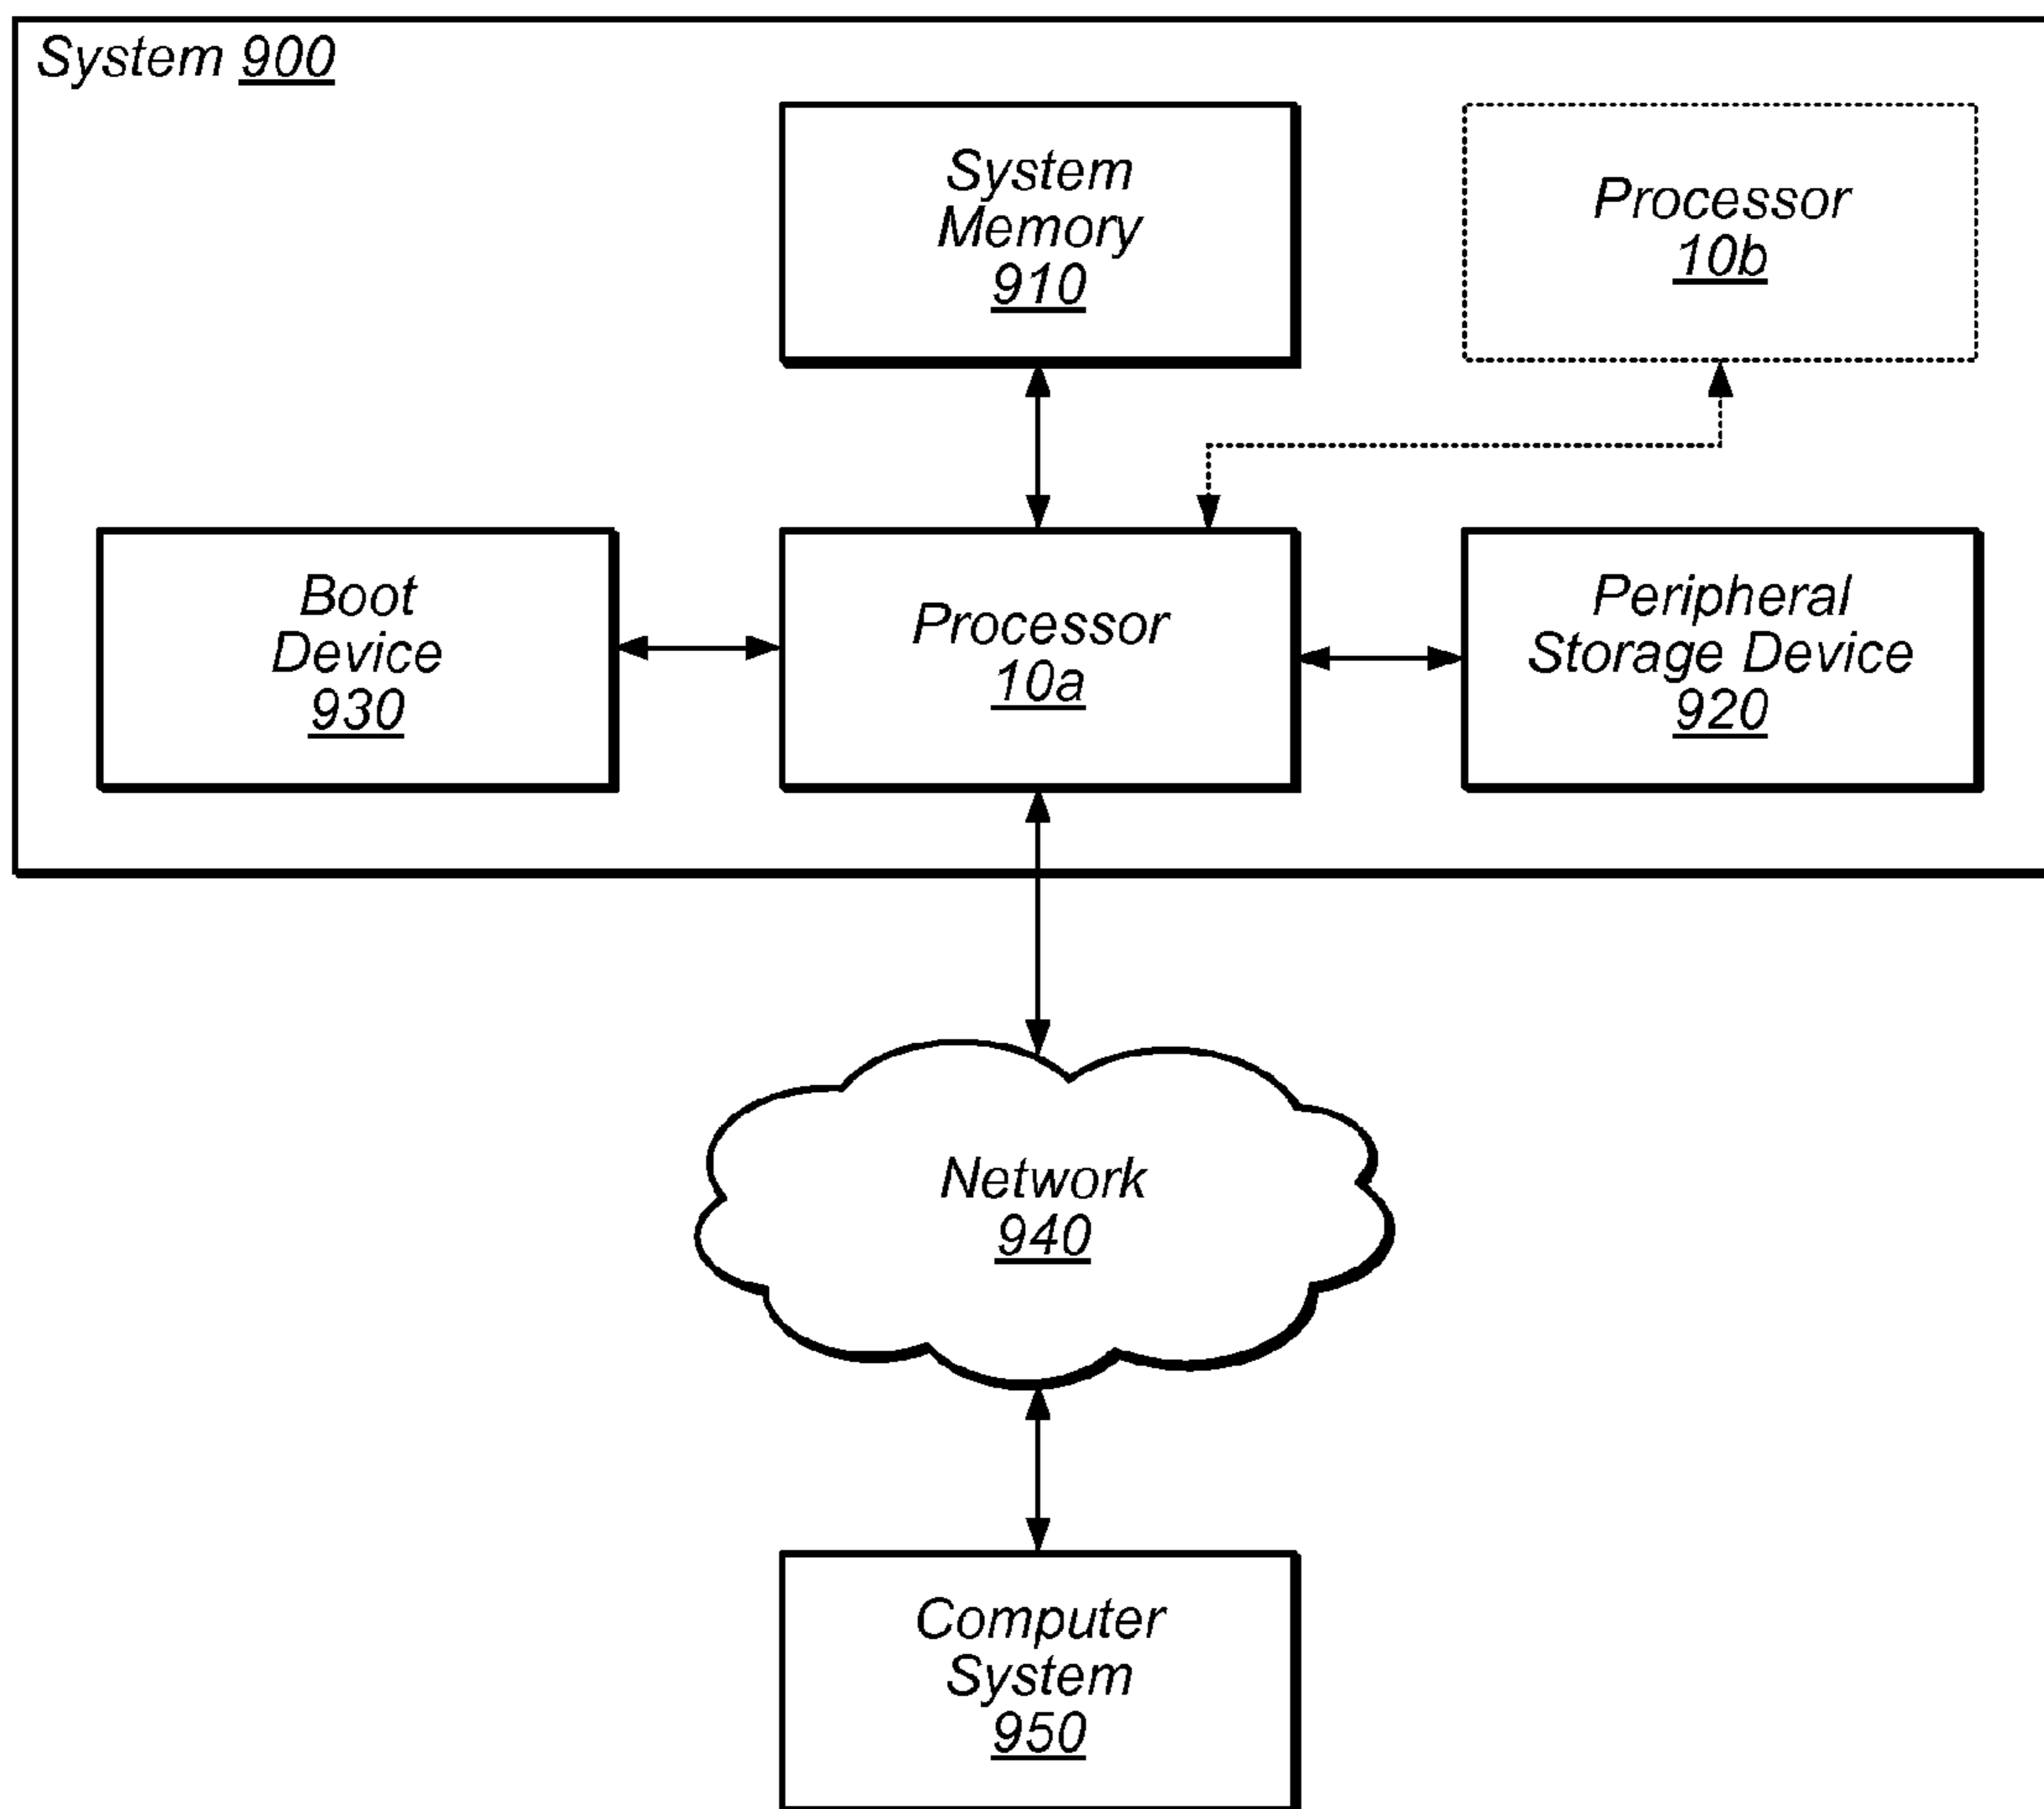 System 900
System
Memory
910
Processor
10b
Boot
Device
930
Processor
10a
Peripheral
Storage Device
920
Network
940
Computer
System
950